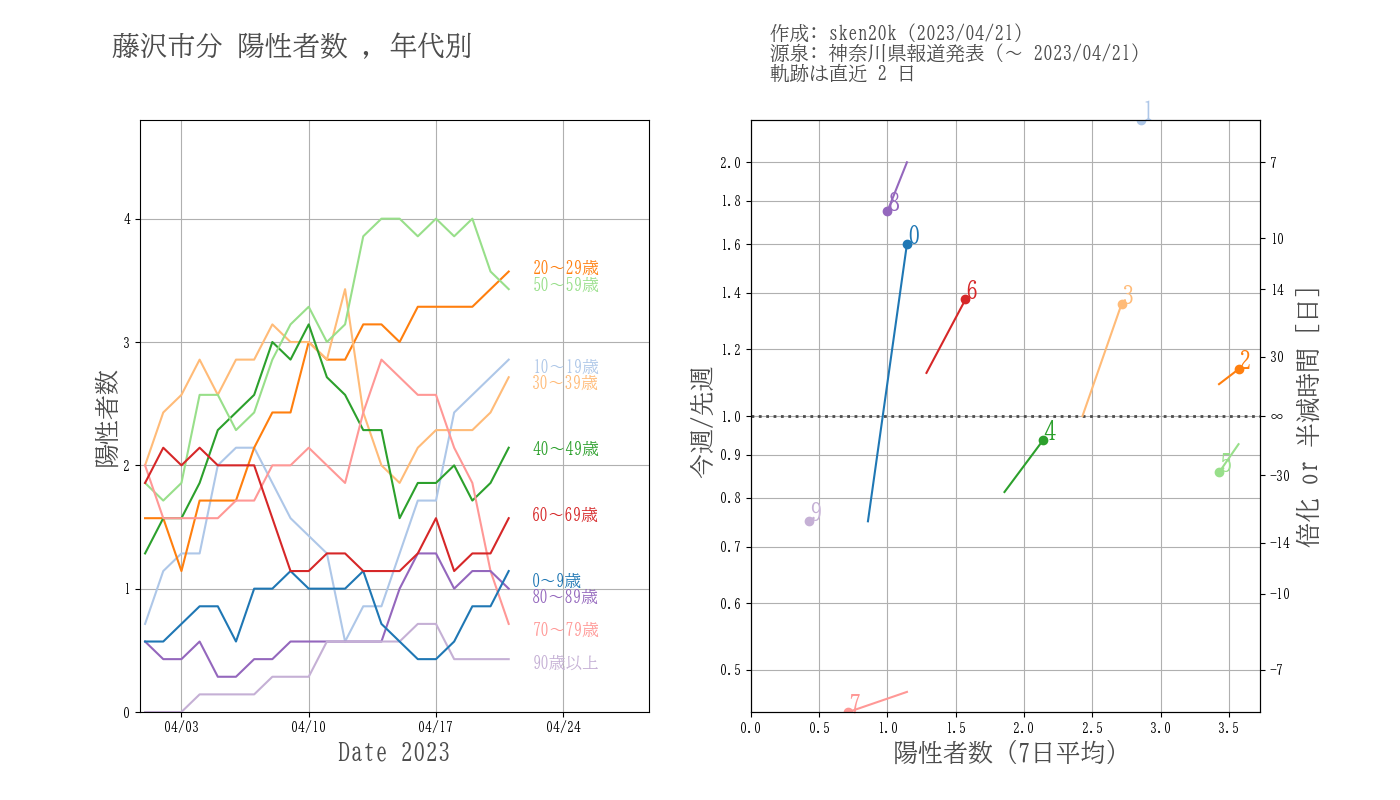 藤沢市分 陽性者数 , 年代別
作成: sken20k (2023/04/21)
源泉: 神奈川県報道発表 (～ 2023/04/21)
軌跡は直近 2 日
陽性者数
4
3
2
1
0
04/03
04/10
04/17
04/24
Date 2023
20～29歳
50～59歳
10～19歳
30～39歳
40～49歳
60～69歳
0～9歳
80～89歳
70～79歳
90歳以上
今週/先週
2.0
1.8
1.6
1.4
1.2
1.0
0.9
0.8
0.7
0.6
0.5
1
8
0
6
3
2
4
5
9
7
0.0
0.5
1.0
1.5
2.0
2.5
3.0
3.5
陽性者数 (7日平均)
7
10
14
30
∞
-30
-14
-10
-7
倍化 or 半減時間 [日]